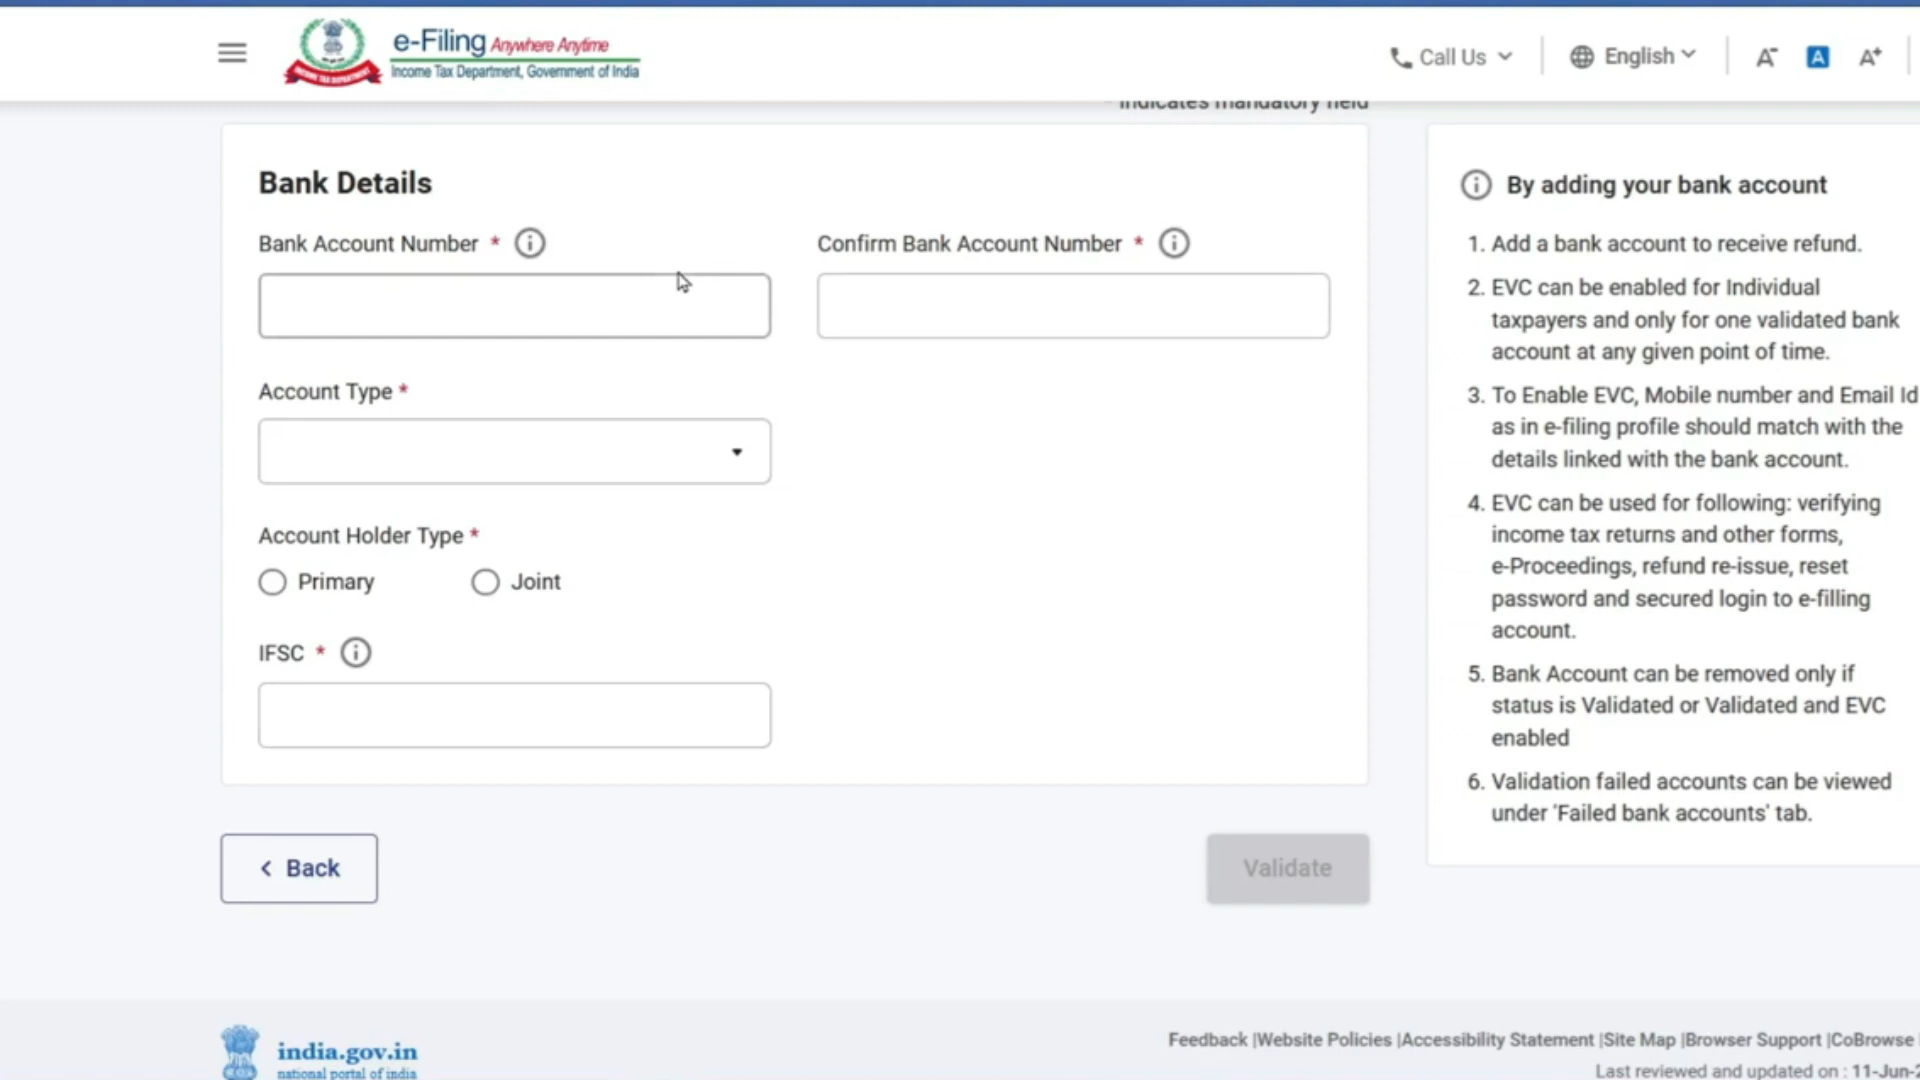 e-Filing Anywhere Anytime
Income Tax Department, Government of India
Call Us
English
A-
A
A+
* indicates mandatory field
Bank Details
Bank Account Number *
Confirm Bank Account Number *
Account Type *
Account Holder Type *
Primary
Joint
IFSC *
< Back
Validate
By adding your bank account
1. Add a bank account to receive refund.
2. EVC can be enabled for Individual
taxpayers and only for one validated bank
account at any given point of time.
3. To Enable EVC, Mobile number and Email Id
as in e-filing profile should match with the
details linked with the bank account.
4. EVC can be used for following: verifying
income tax returns and other forms,
e-Proceedings, refund re-issue, reset
password and secured login to e-filling
account.
5. Bank Account can be removed only if
status is Validated or Validated and EVC
enabled
6. Validation failed accounts can be viewed
under 'Failed bank accounts' tab.
india.gov.in
national portal of india
Feedback |Website Policies |Accessibility Statement |Site Map |Browser Support |CoBrowse
Last reviewed and updated on : 11-Jun-2